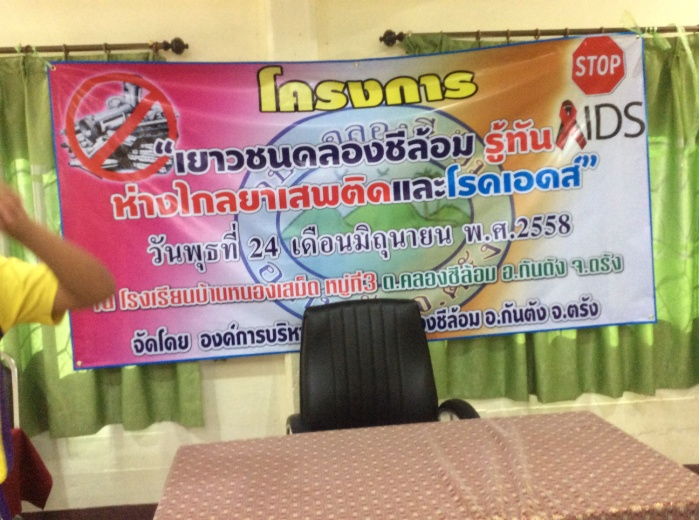 โครงการ
STOP
AIDS
"เยาวชนคลองชีล้อม รู้ทัน
ห่างไกลยาเสพติดและโรคเอดส์"
วันพุธที่ 24 เดือนมิถุนายน พ.ศ.2558
โรงเรียนบ้านหนองเสม็ด หมู่ที่3 ต.คลองชีล้อม อ.กันตัง จ.ตรัง
จัดโดย องค์การบริห งชีล้อม อ.กันตัง จ.ตรัง